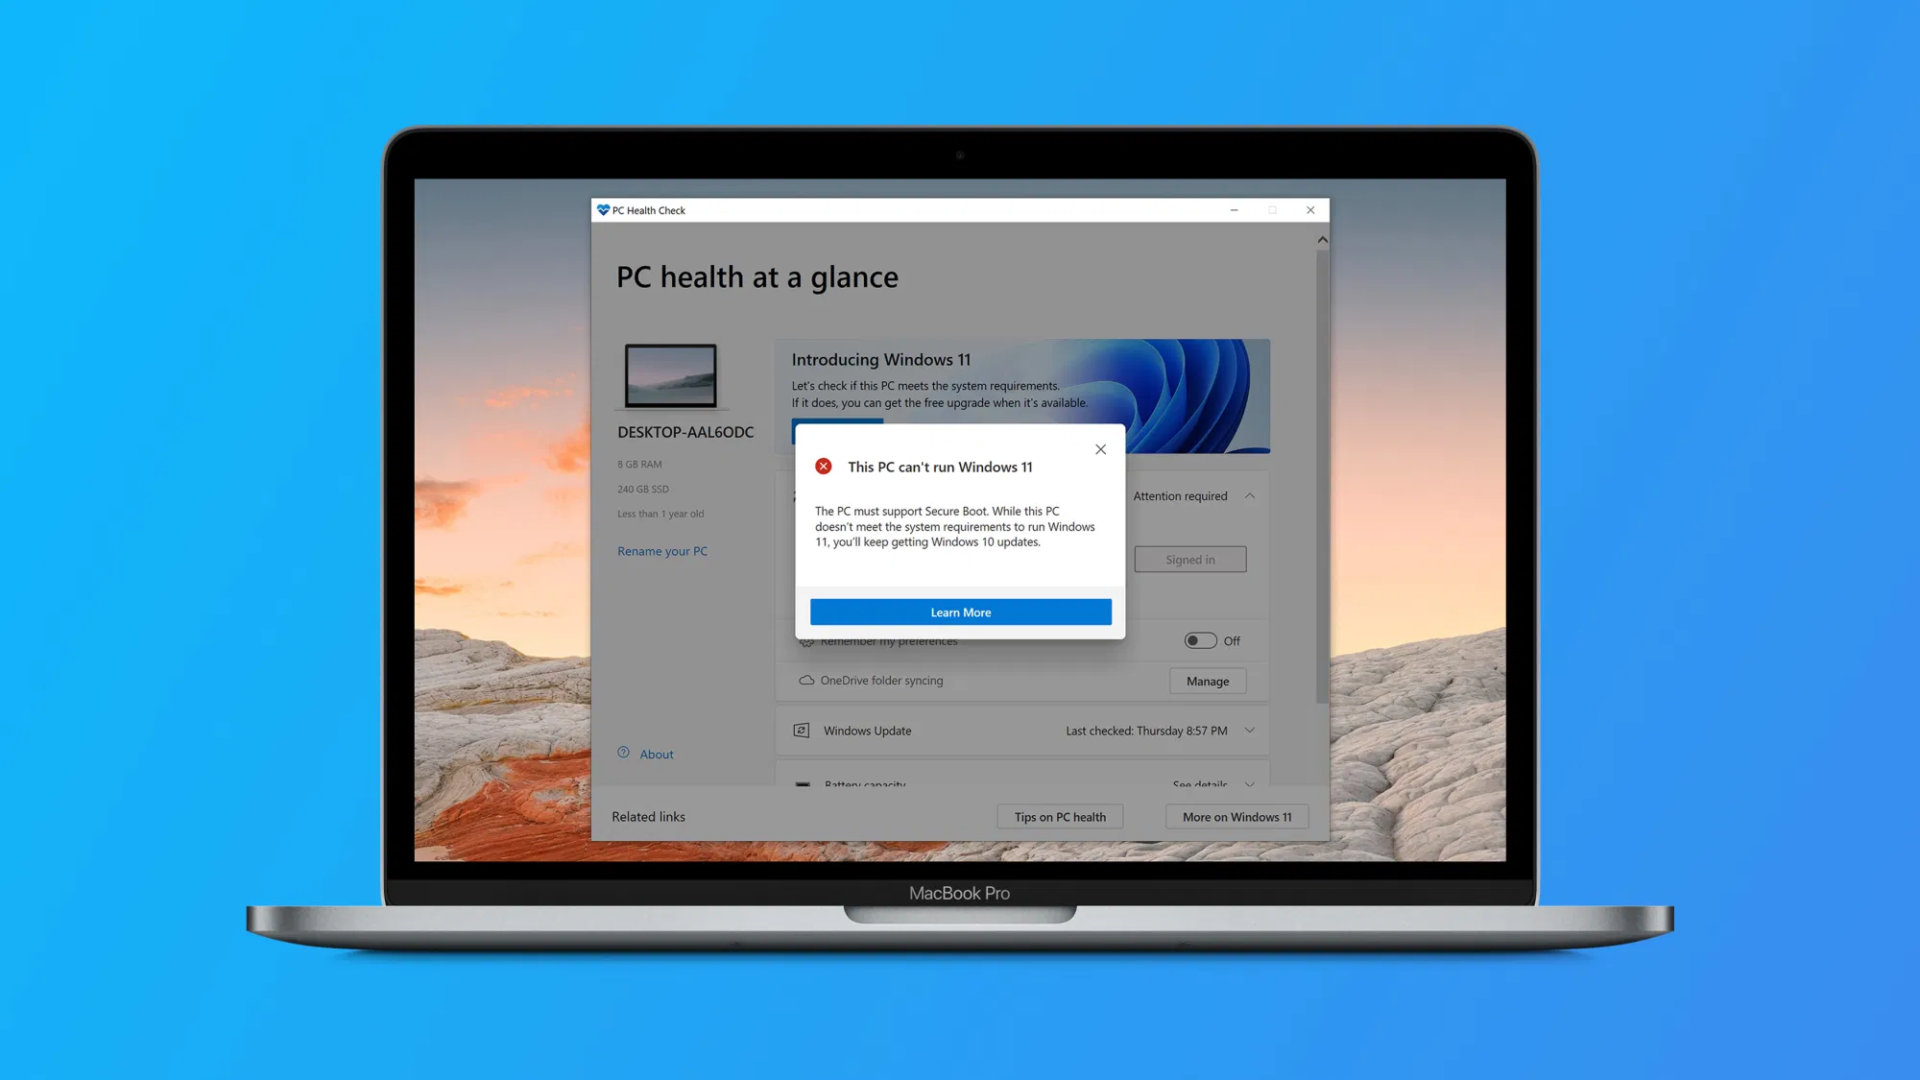 PC Health Check
PC health at a glance
DESKTOP-AAL6ODC
8 GB RAM
240 GB SSD
Less than 1 year old
Rename your PC
About
Introducing Windows 11
Let's check if this PC meets the system requirements.
If it does, you can get the free upgrade when it's available.
This PC can't run Windows 11
The PC must support Secure Boot. While this PC
doesn't meet the system requirements to run Windows
11, you'll keep getting Windows 10 updates.
Learn More
Attention required
Signed in
Remember my preferences
Off
OneDrive folder syncing
Manage
Windows Update
Last checked: Thursday 8:57 PM
Battery capacity
See details
Related links
Tips on PC health
More on Windows 11
MacBook Pro